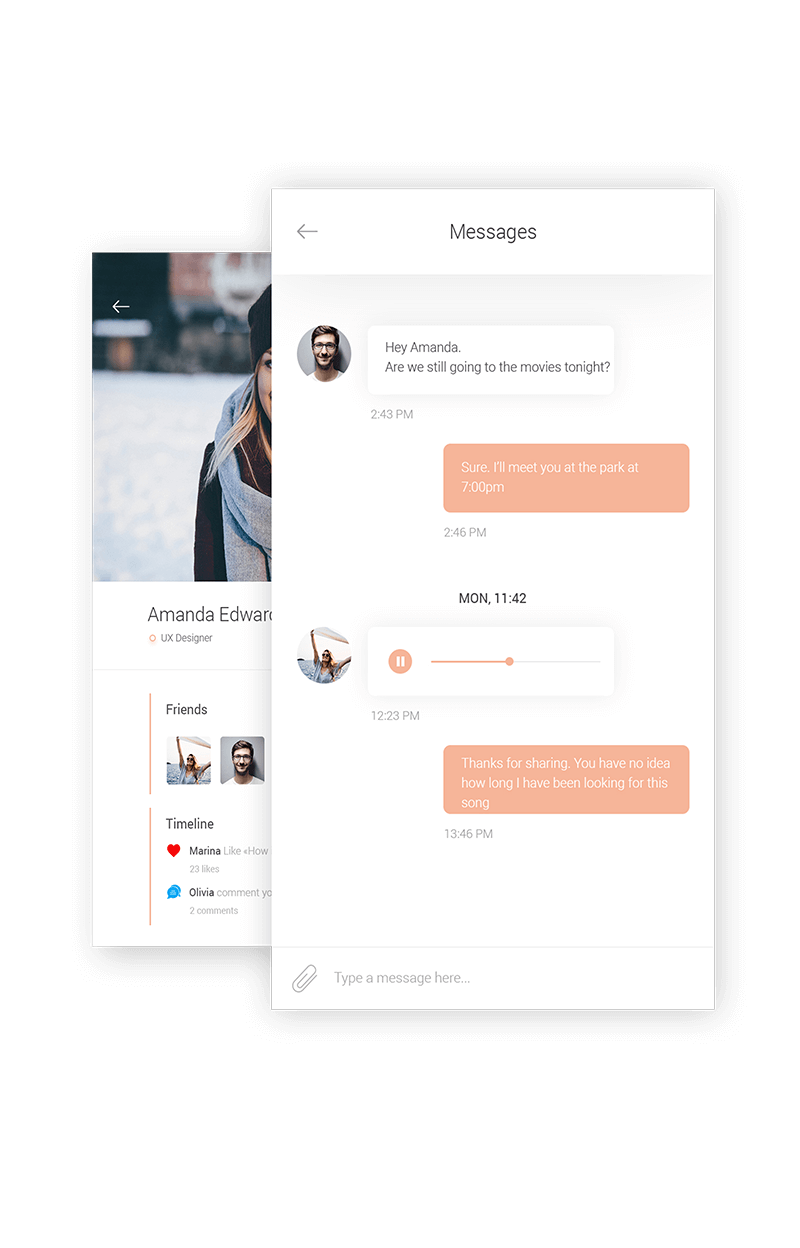 Messages
Hey Amanda.
Are we still going to the movies tonight?
2:43 PM
Sure. I'll meet you at the park at
7:00pm
2:46 PM
MON, 11:42
12:23 PM
Thanks for sharing. You have no idea
how long I have been looking for this
song
13:46 PM
Type a message here...
Amanda Edwar
UX Designer
Friends
Timeline
Marina Like «How
23 likes
Olivia comment yo
2 comments